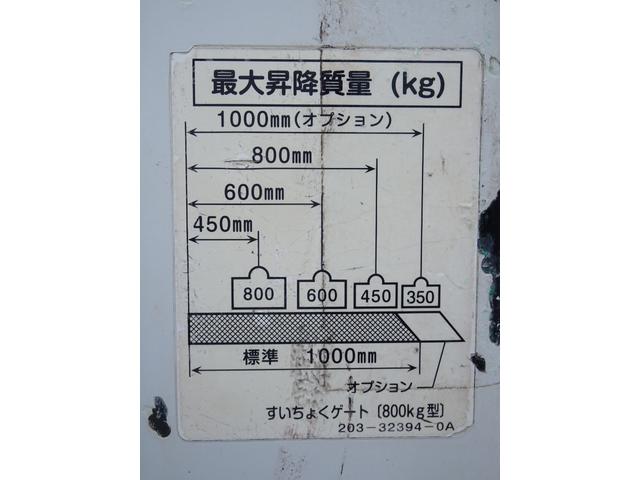 最大昇降質量 (kg)
1000mm(オプション)
800mm
600mm
450mm
800 600 450 350
標準 1000mm
オプション
すいちょくゲート〔800kg型〕
203-32394-0A